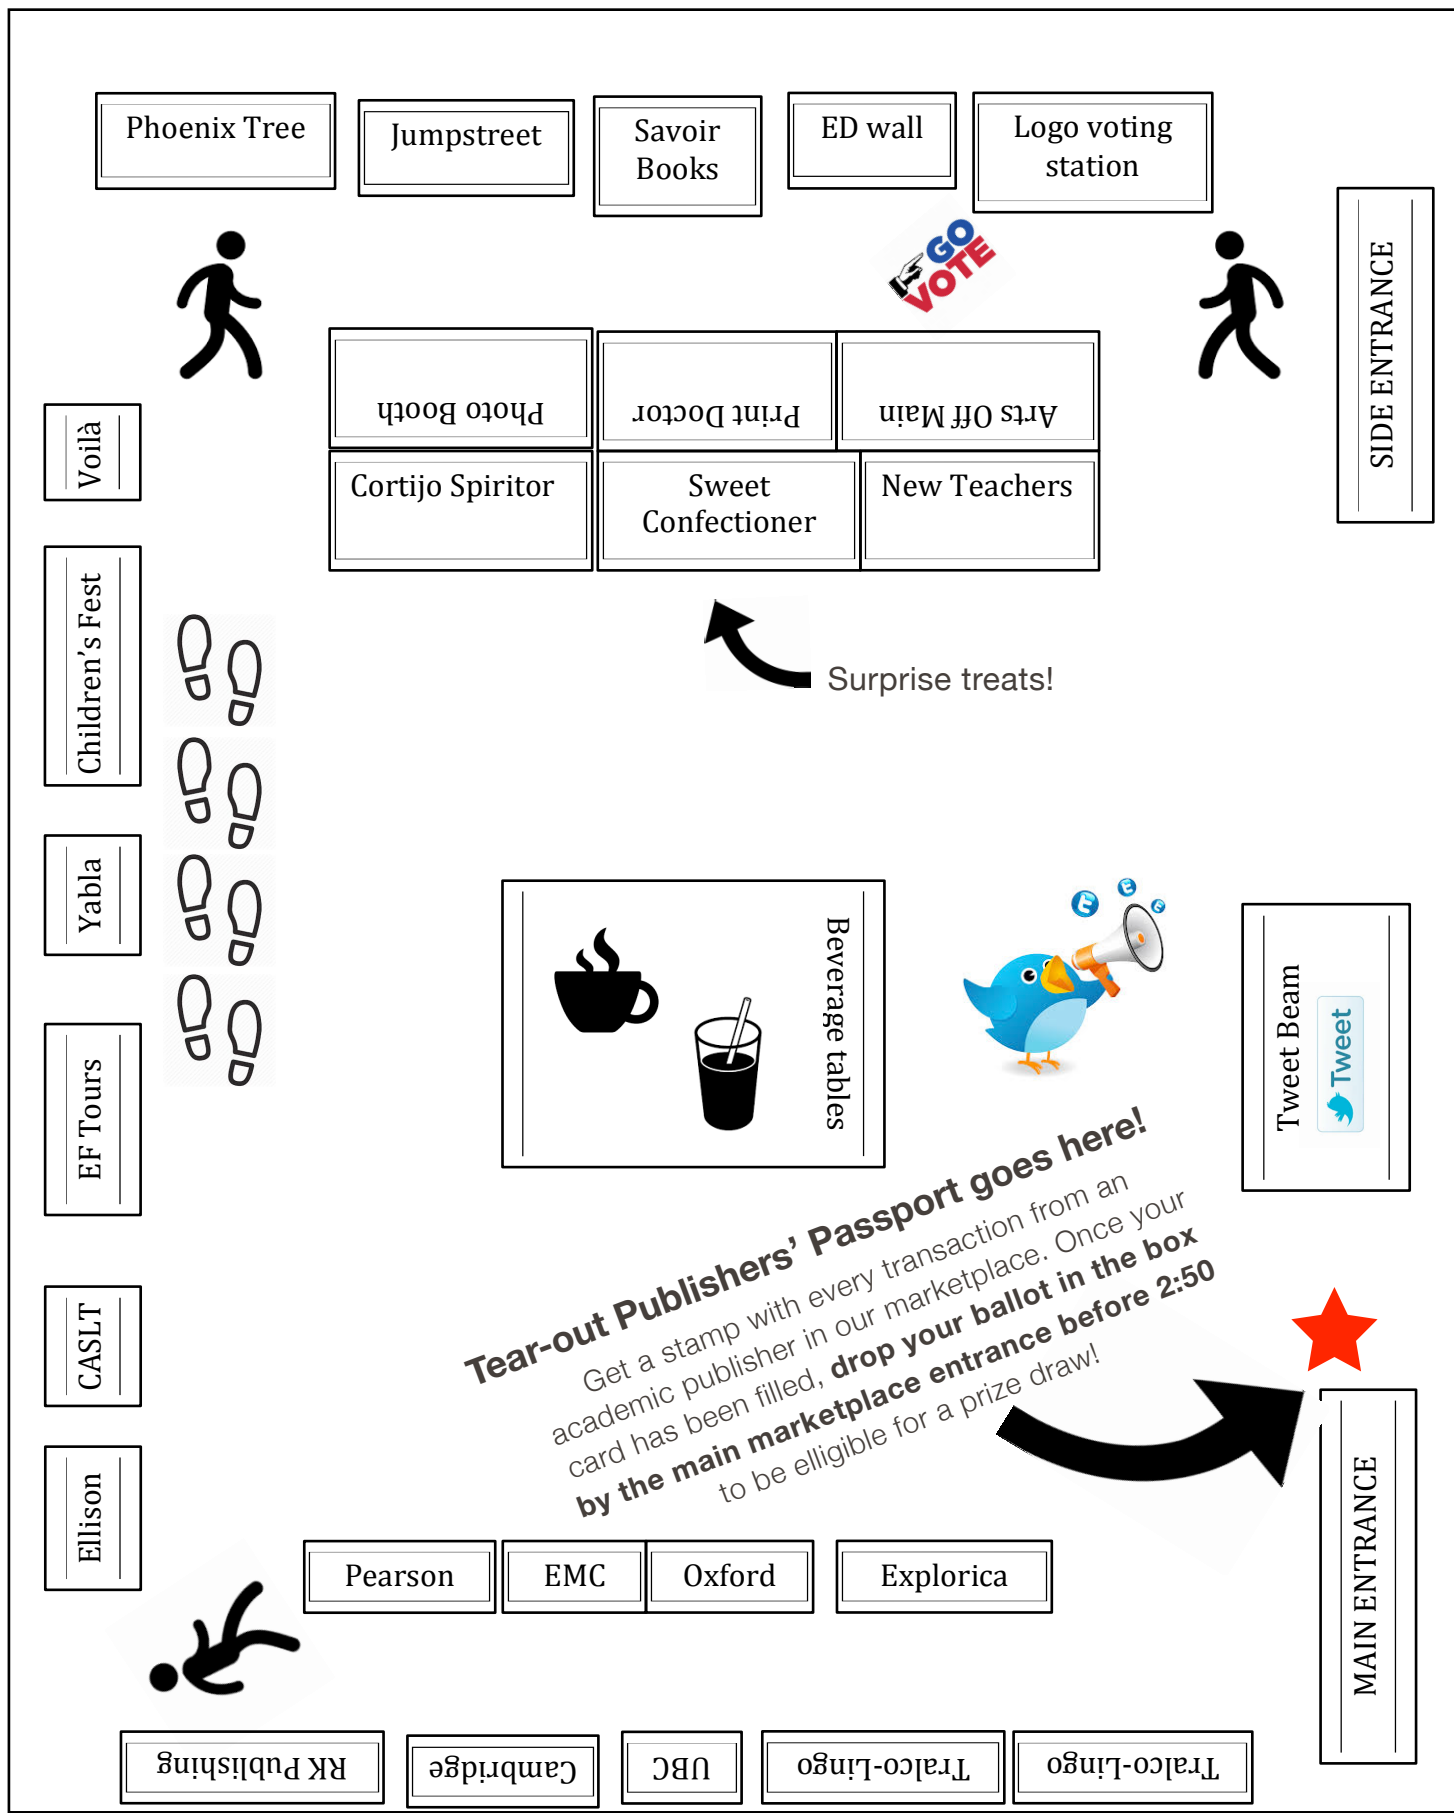 Phoenix Tree
Jumpstreet
Savoir
Books
ED wall
Logo voting
station
GO
VOTE
SIDE ENTRANCE
Photo Booth
Print Doctor
Arts Off Main
Cortijo Spiritor
Sweet
Confectioner
New Teachers
Surprise treats!
Voilà
Children's Fest
Yabla
EF Tours
CASLT
Ellison
Beverage tables
t
t
t
Tweet Beam
Tweet
Tear-out Publishers' Passport goes here!
Get a stamp with every transaction from an
academic publisher in our marketplace. Once your
card has been filled, drop your ballot in the box
by the main marketplace entrance before 2:50
to be elligible for a prize draw!
MAIN ENTRANCE
Pearson
EMC
Oxford
Explorica
RK Publishing
Cambridge
UBC
Tralco-Lingo
Tralco-Lingo